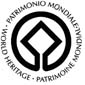 WORLD HERITAGE • PATRIMOINE MONDIAL • PATRIMONIO MUNDIAL •